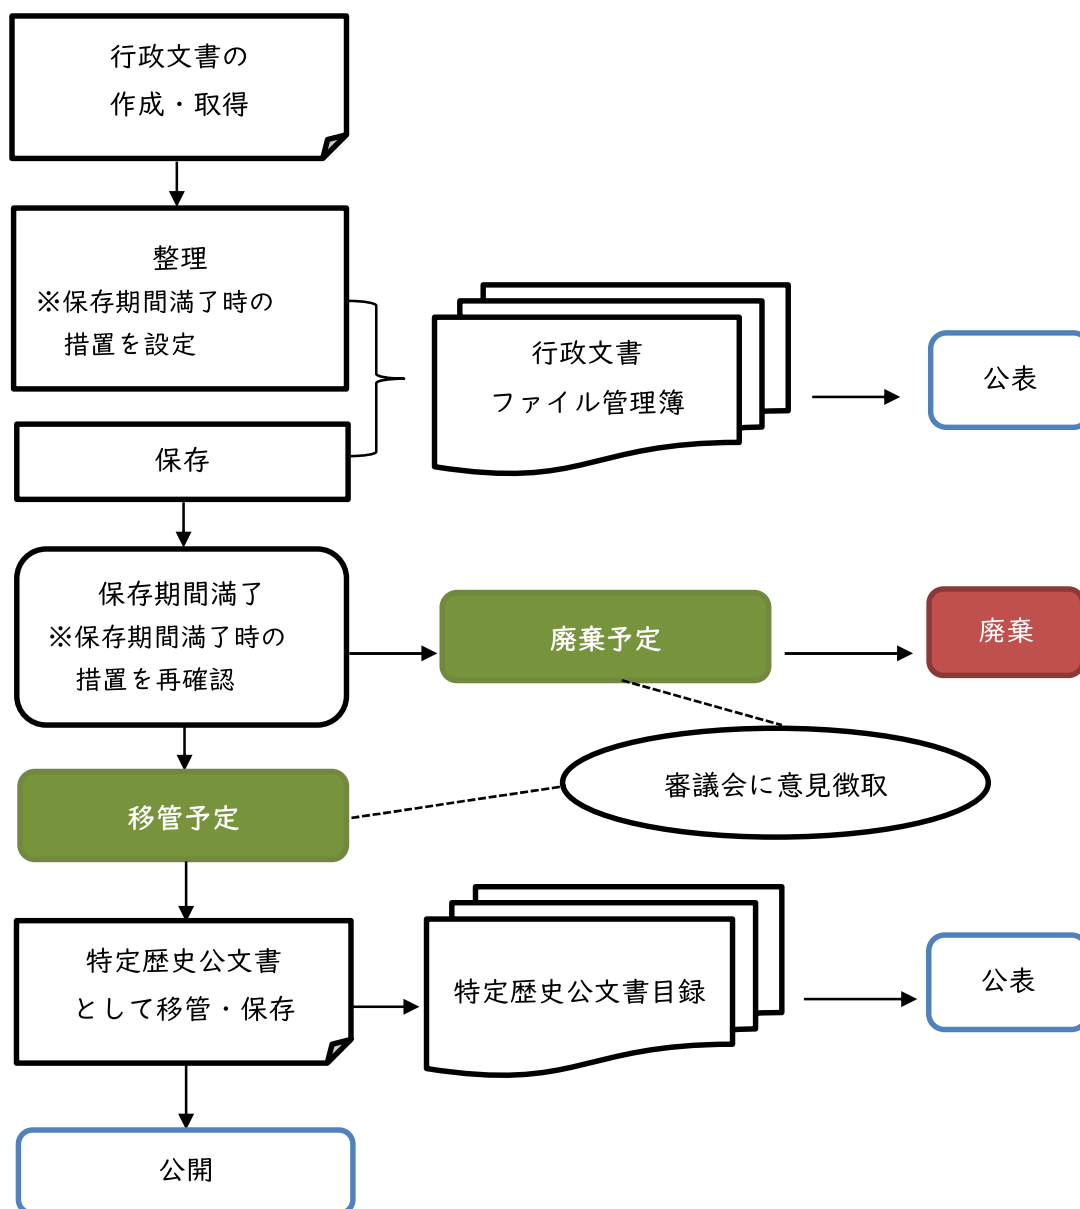 行政文書の
作成・取得
整理
※保存期間満了時の
措置を設定
行政文書
ファイル管理簿
公表
保存
保存期間満了
※保存期間満了時の
措置を再確認
廃棄予定
廃棄
審議会に意見徴取
移管予定
特定歴史公文書
として移管・保存
特定歴史公文書目録
公表
公開